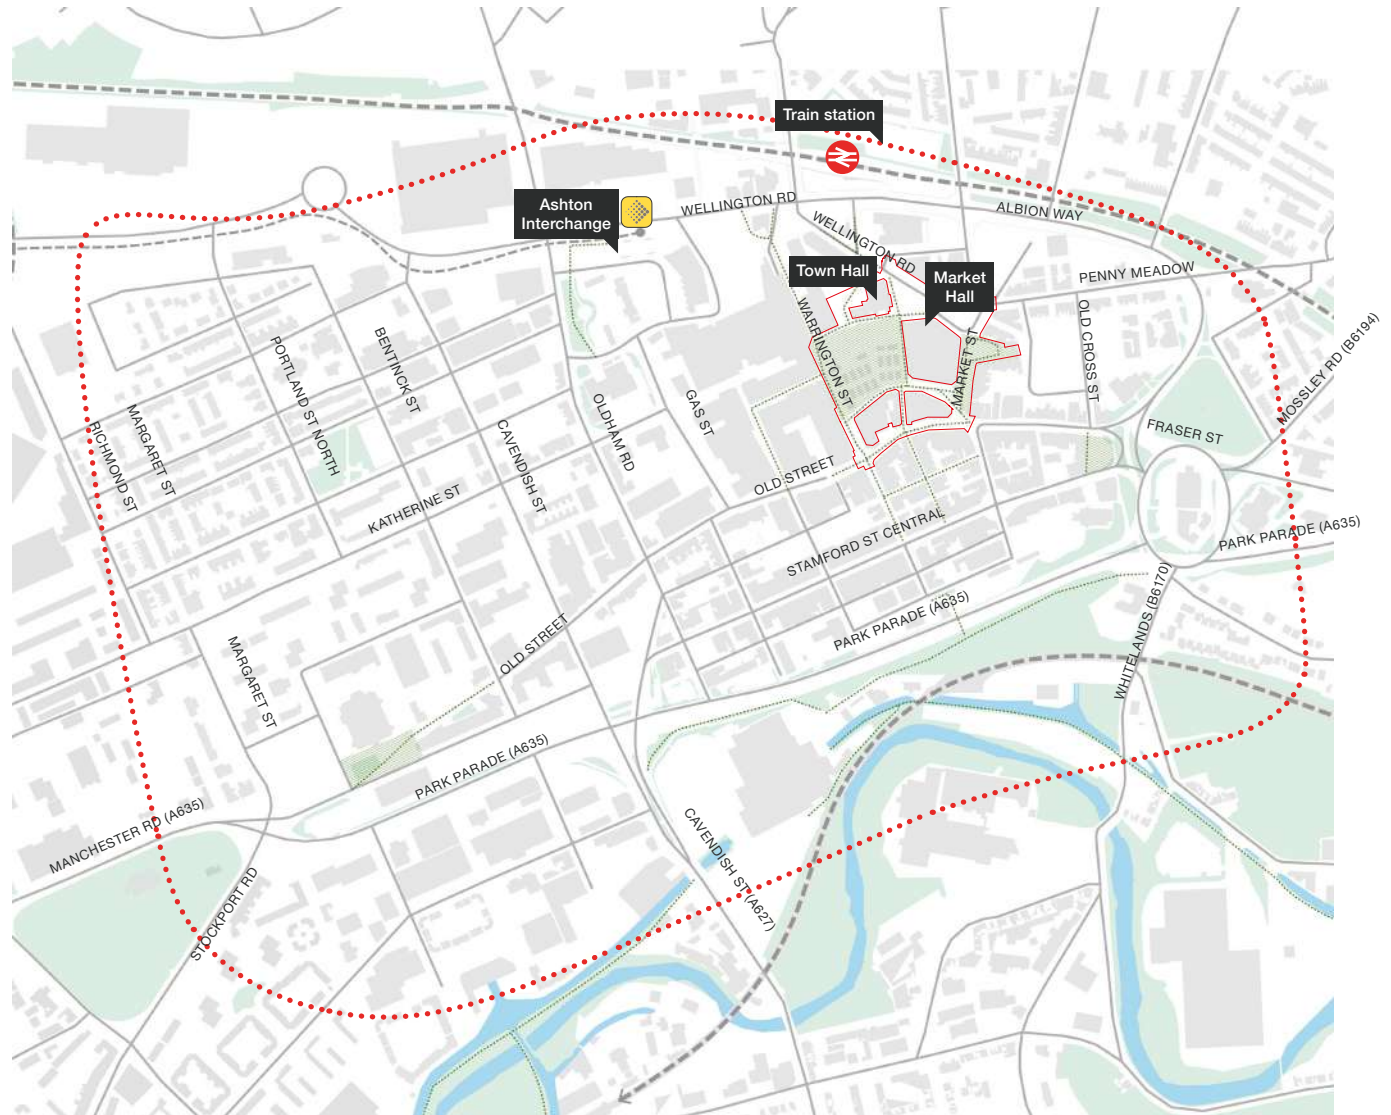 Train station
Ashton
Interchange
WELLINGTON RD
ALBION WAY
WELLINGTON RD
Town Hall
Market
Hall
PENNY MEADOW
WARRINGTON ST
MARKET ST
OLD CROSS ST
MOSSLEY RD (B6194)
PORTLAND ST NORTH
BENTINCK ST
GAS ST
OLDHAM RD
RICHMOND ST
MARGARET ST
CAVENDISH ST
FRASER ST
OLD STREET
KATHERINE ST
STAMFORD ST CENTRAL
PARK PARADE (A635)
PARK PARADE (A635)
WHITELANDS (B6170)
OLD STREET
MARGARET ST
PARK PARADE (A635)
MANCHESTER RD (A635)
CAVENDISH ST (A627)
STOCKPORT RD